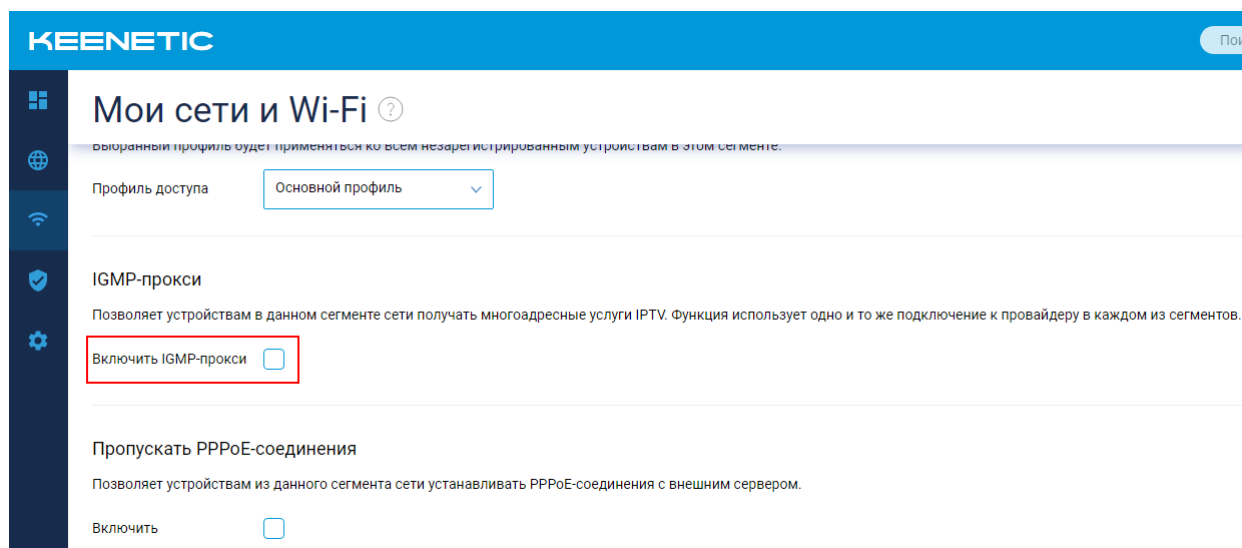 KEENETIC
Пои
Мои сети и Wi-Fi ?
Выбранный профиль будет применяться ко всем незарегистрированным устройствам в этом сегменте.
Профиль доступа Основной профиль
IGMP-прокси
Позволяет устройствам в данном сегменте сети получать многоадресные услуги IPTV. Функция использует одно и то же подключение к провайдеру в каждом из сегментов.
Включить IGMP-прокси
Пропускать PPPoE-соединения
Позволяет устройствам из данного сегмента сети устанавливать PPPoE-соединения с внешним сервером.
Включить